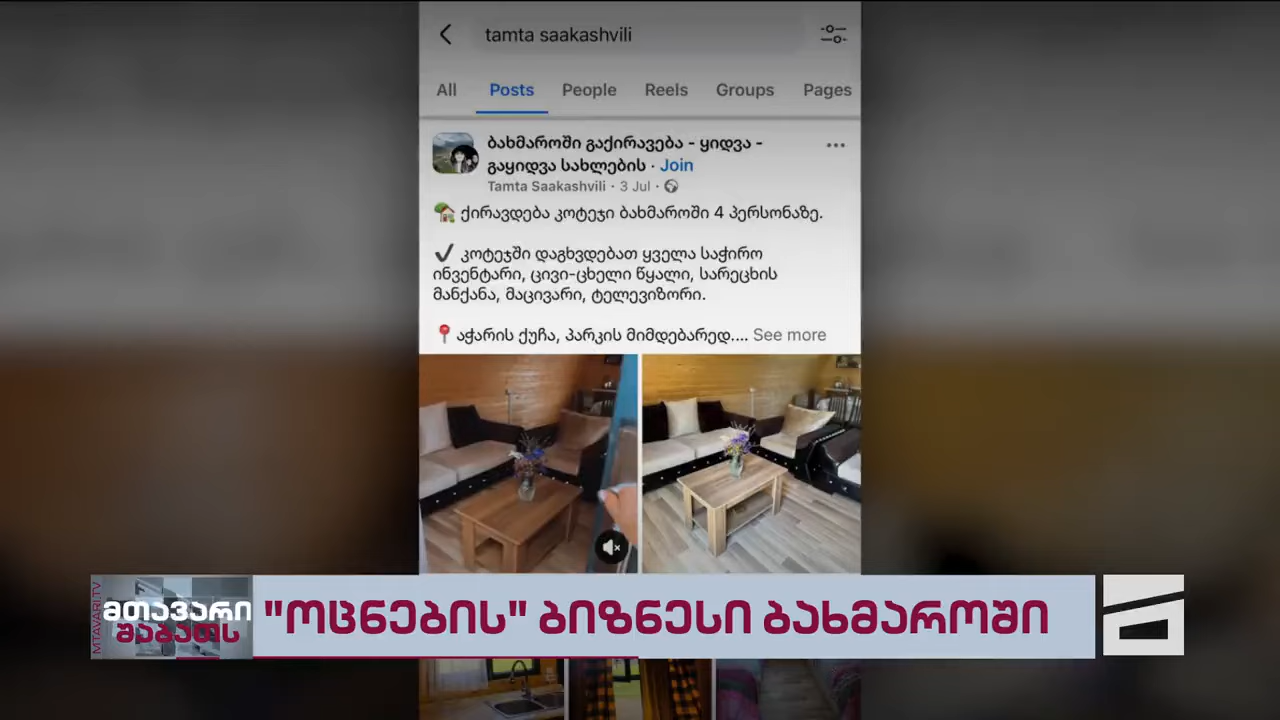 tamta saakashvili
All Posts People Reels Groups Pages
ბახმაროში გაქირავება - ყიდვა -
გაყიდვა სახლების · Join
Tamta Saakashvili · 3 Jul ·
ქირავდება კოტეჯი ბახმაროში 4 პერსონაზე.
✔ კოტეჯში დაგხვდებათ ყველა საჭირო
ინვენტარი, ცივი-ცხელი წყალი, სარეცხის
მანქანა, მაცივარი, ტელევიზორი.
აჭარის ქუჩა, პარკის მიმდებარედ.... See more
MTAVARI.TV
მთავარი
შაბათს
"ოცნების" ბიზნესი ბახმაროში